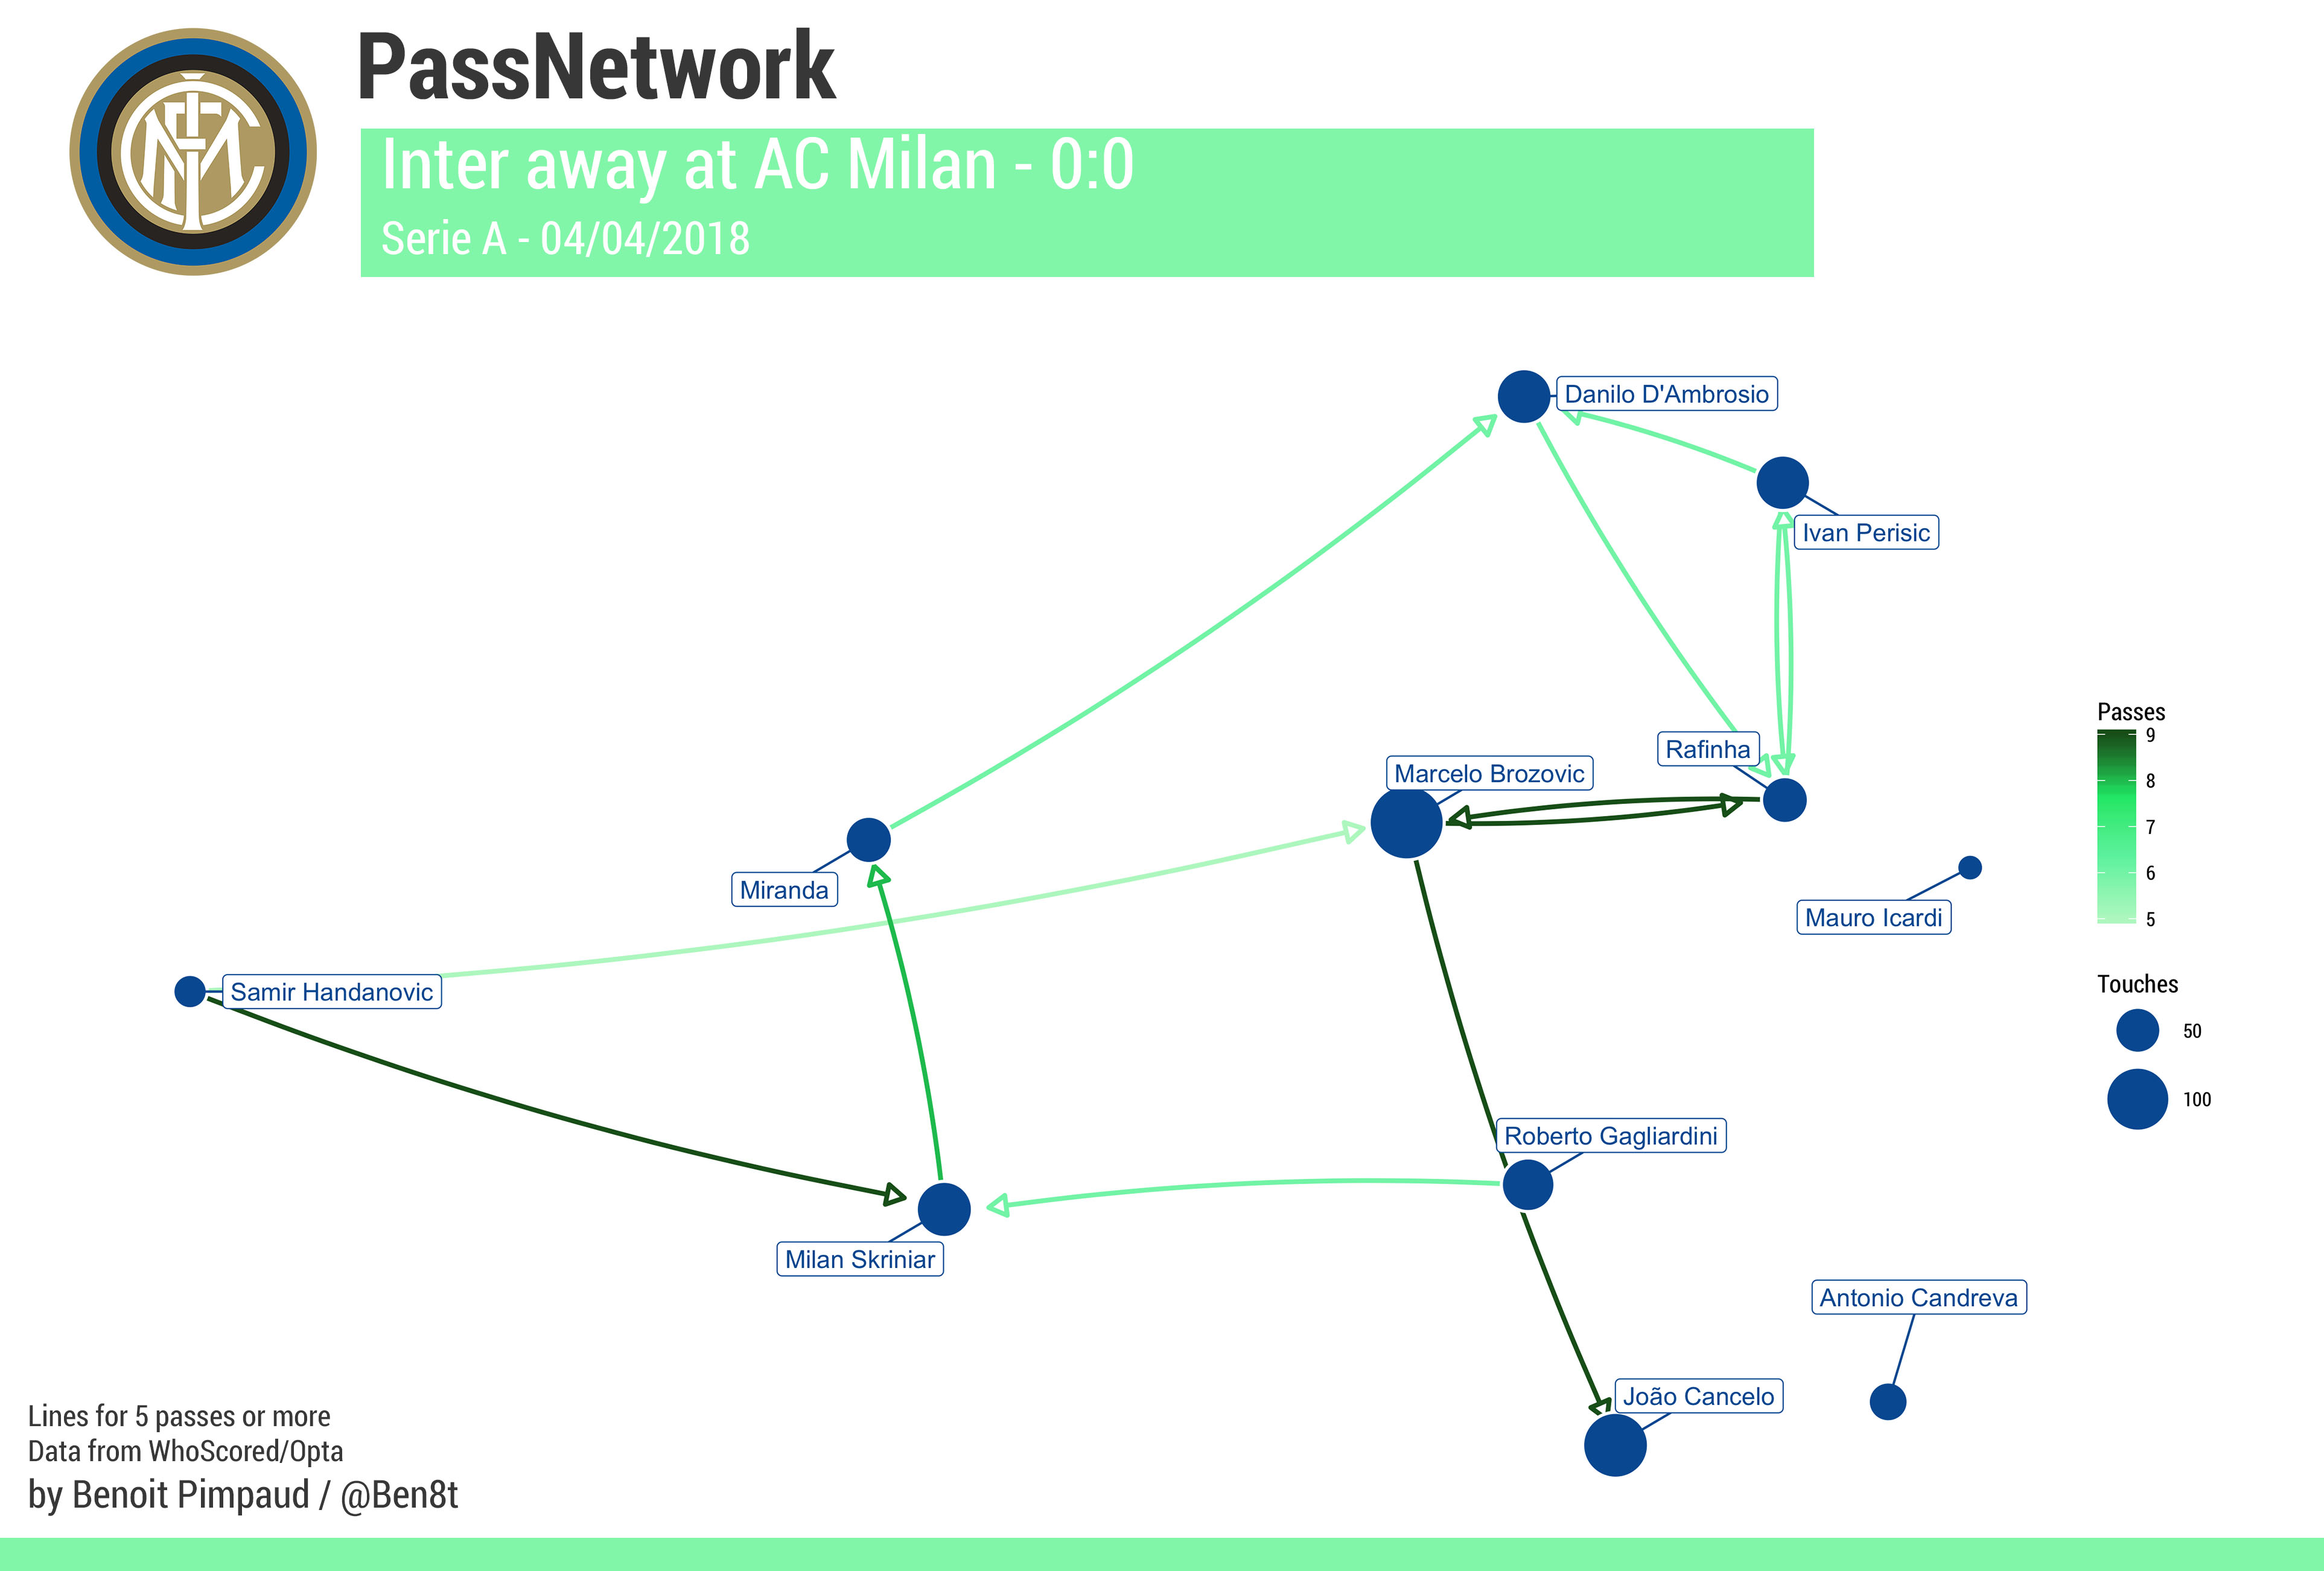 PassNetwork
Inter away at AC Milan - 0:0
Serie A - 04/04/2018
Danilo D'Ambrosio
Ivan Perisic
Rafinha
Marcelo Brozovic
Miranda
Mauro Icardi
Samir Handanovic
Roberto Gagliardini
Milan Skriniar
Antonio Candreva
João Cancelo
Passes
9
8
7
6
5
Touches
50
100
Lines for 5 passes or more
Data from WhoScored/Opta
by Benoit Pimpaud / @Ben8t